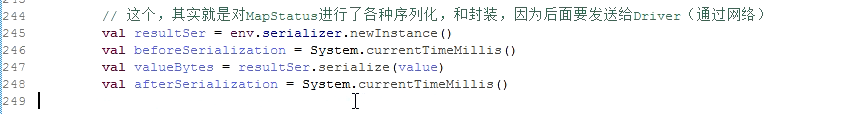 244 // 这个，其实就是对MapStatus进行了各种序列化，和封装，因为后面要发送给Driver（通过网络）
245 val resultSer = env.serializer.newInstance()
246 val beforeSerialization = System.currentTimeMillis()
247 val valueBytes = resultSer.serialize(value)
248 val afterSerialization = System.currentTimeMillis()
249